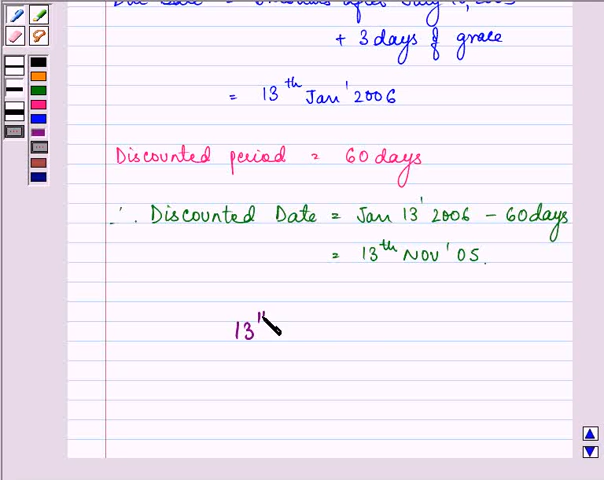 + 3 days of grace
= 13th Jan' 2006
Discounted period = 60 days
∴ Discounted Date = Jan 13' 2006 - 60 days
= 13th Nov' 05.
13